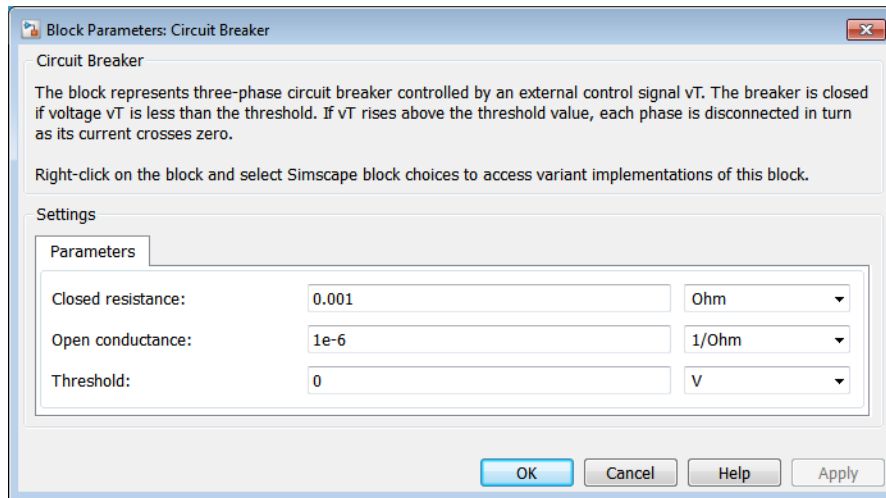 Block Parameters: Circuit Breaker
Circuit Breaker
The block represents three-phase circuit breaker controlled by an external control signal vT. The breaker is closed
if voltage vT is less than the threshold. If vT rises above the threshold value, each phase is disconnected in turn
as its current crosses zero.
Right-click on the block and select Simscape block choices to access variant implementations of this block.
Settings
Parameters
Closed resistance: 0.001 Ohm
Open conductance: 1e-6 1/Ohm
Threshold: 0 V
OK Cancel Help Apply